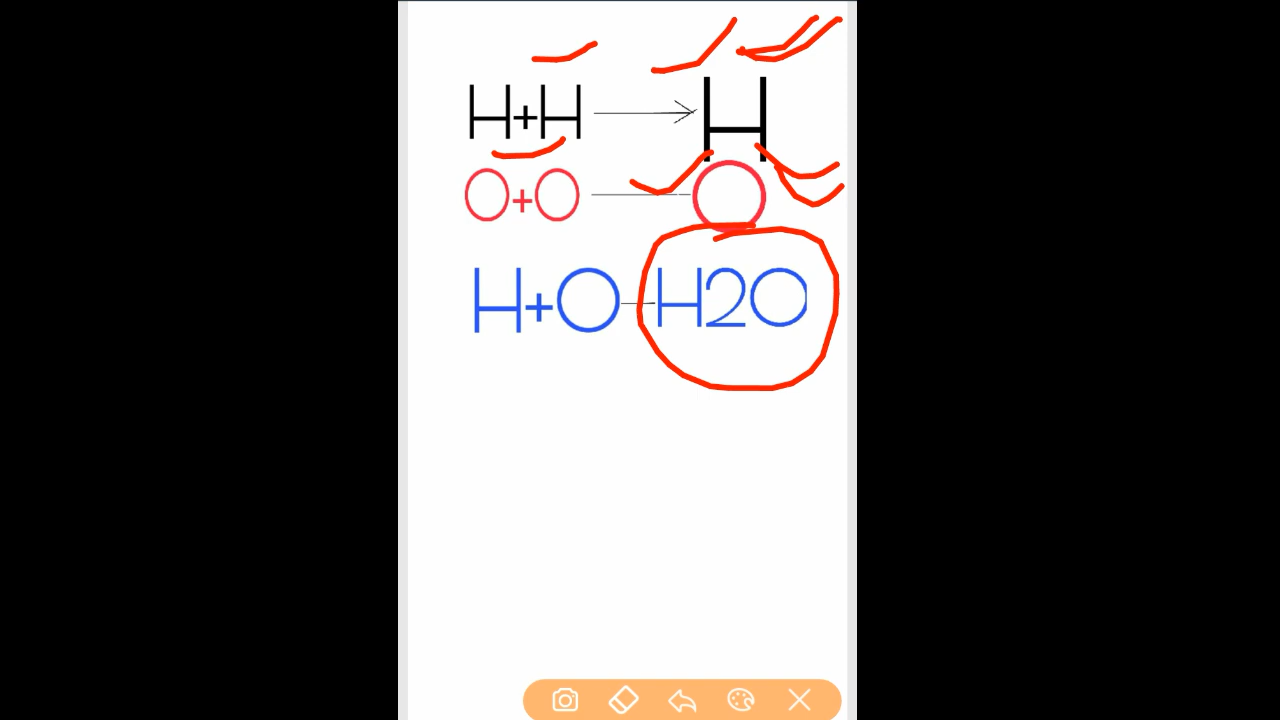 H+H → H
O+O — O
H+O — H2O